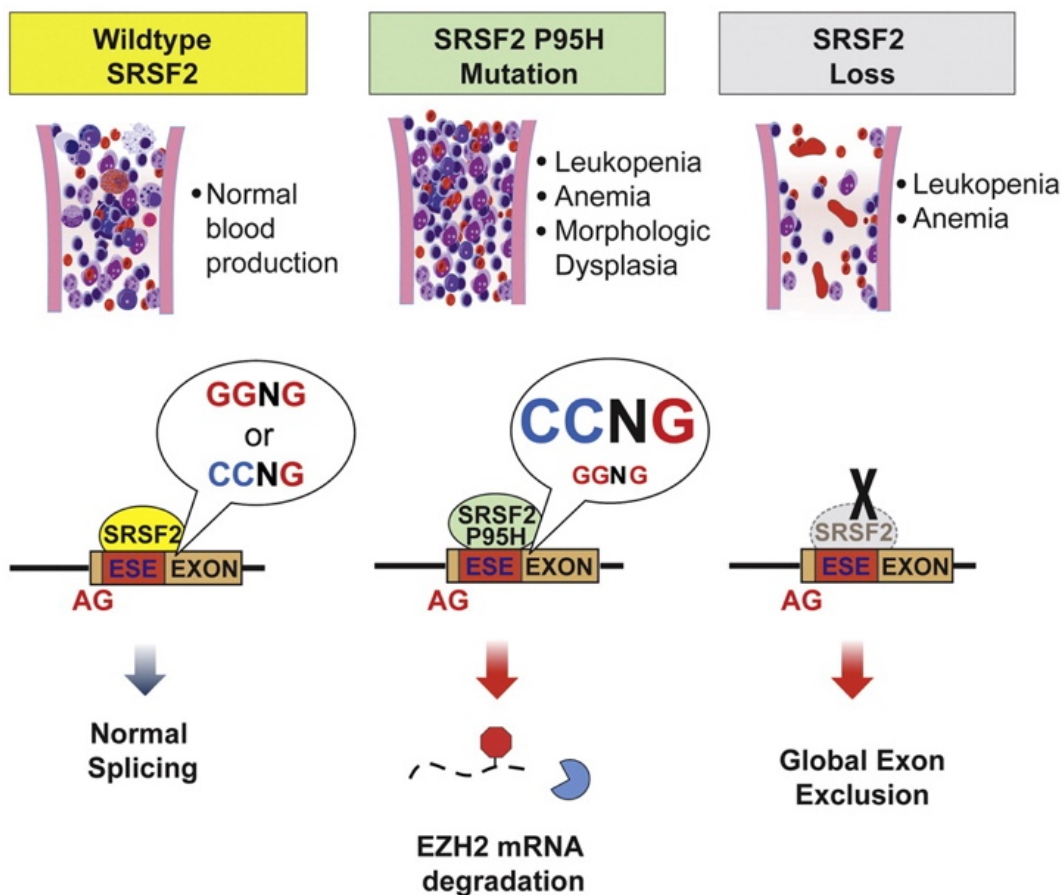 Wildtype
SRSF2
• Normal
blood
production
GGNG
or
CCNG
SRSF2
ESE EXON
AG
Normal
Splicing
SRSF2 P95H
Mutation
• Leukopenia
• Anemia
• Morphologic
Dysplasia
CCNG
GGNG
SRSF2
P95H
ESE EXON
AG
EZH2 mRNA
degradation
SRSF2
Loss
• Leukopenia
• Anemia
X
SRSF2
ESE EXON
AG
Global Exon
Exclusion